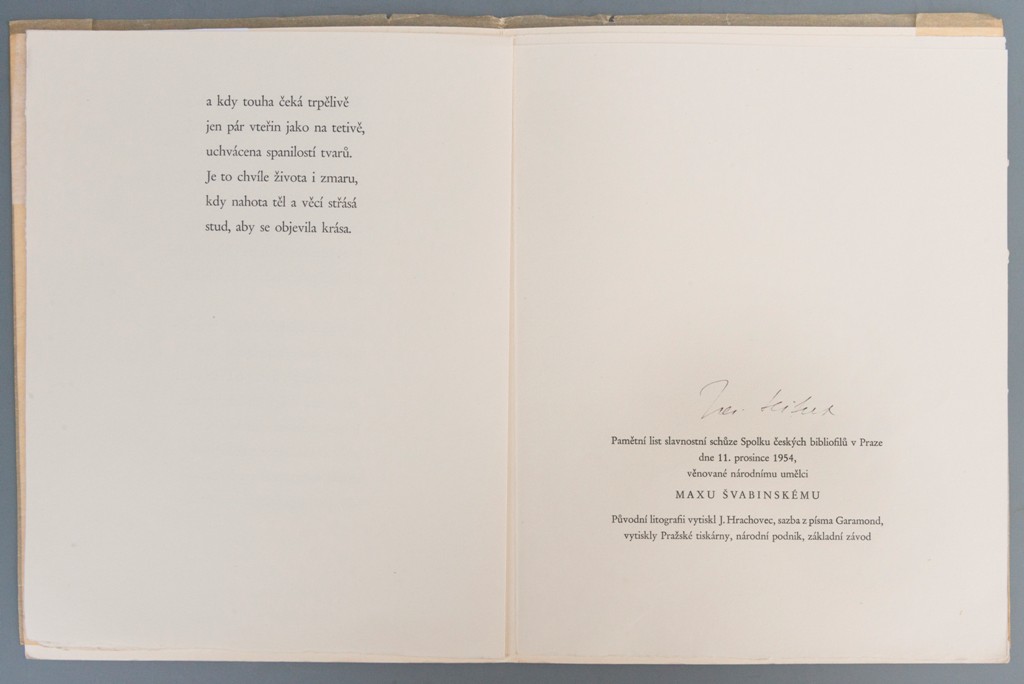 a kdy touha čeká trpělivě
jen pár vteřin jako na tetivě,
uchvácena spanilostí tvarů.
Je to chvíle života i zmaru,
kdy nahota těl a věcí střásá
stud, aby se objevila krása.
Pamětní list slavnostní schůze Spolku českých bibliofilů v Praze
dne 11. prosince 1954,
věnované národnímu umělci
MAXU ŠVABINSKÉMU
Původní litografii vytiskl J. Hrachovec, sazba z písma Garamond,
vytiskly Pražské tiskárny, národní podnik, základní závod